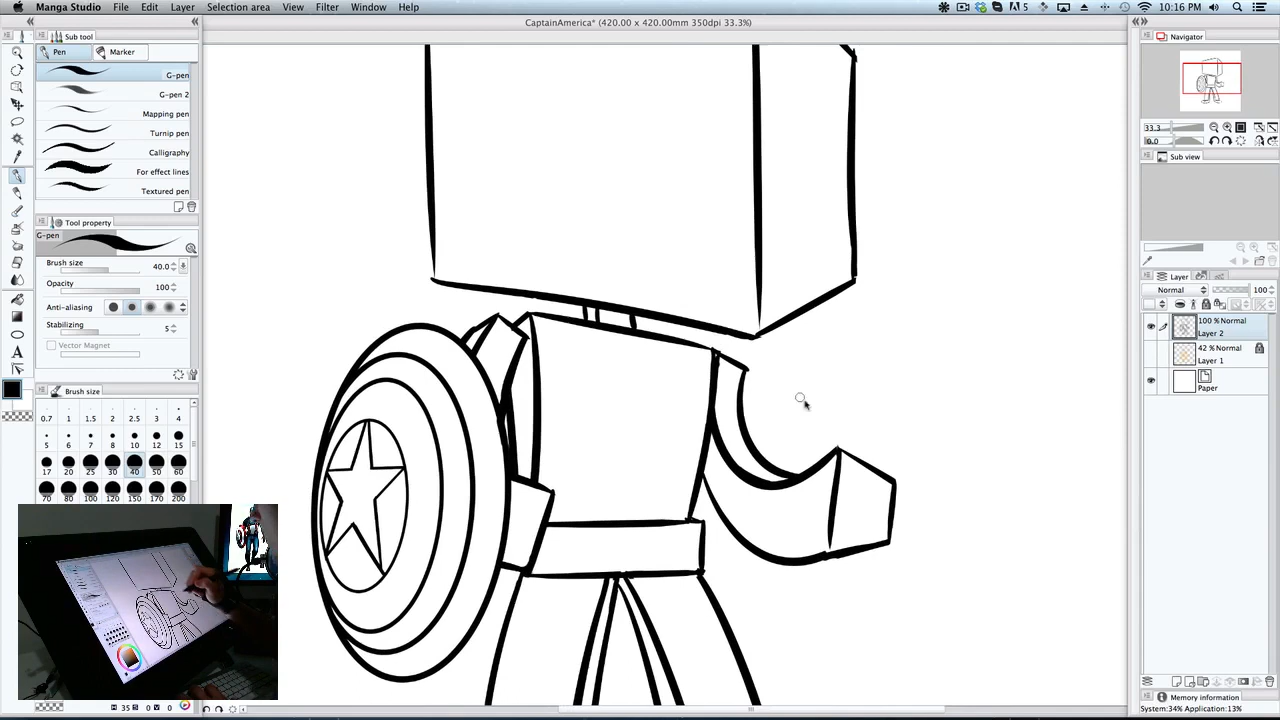 Manga Studio File Edit Layer Selection area View Filter Window Help
5 10:16 PM
CaptainAmerica* (420.00 x 420.00mm 350dpi 33.3%)
Sub tool
Pen Marker
G-pen
G-pen 2
Mapping pen
Turnip pen
Calligraphy
For effect lines
Textured pen
Tool property
G-pen
Brush size 40.0
Opacity 100
Anti-aliasing
Stabilizing 5
Vector Magnet
Brush size
0.7 1 1.5 2 2.5 3 4
5 6 7 8 10 12 15
17 20 25 30 40 50 60
70 80 100 120 150 170 200
H 35 S 0 V 0
Navigator
33.3
0.0
Sub view
Layer
Normal 100
100 % Normal
Layer 2
42 % Normal
Layer 1
Paper
Memory information
System:34% Application:13%